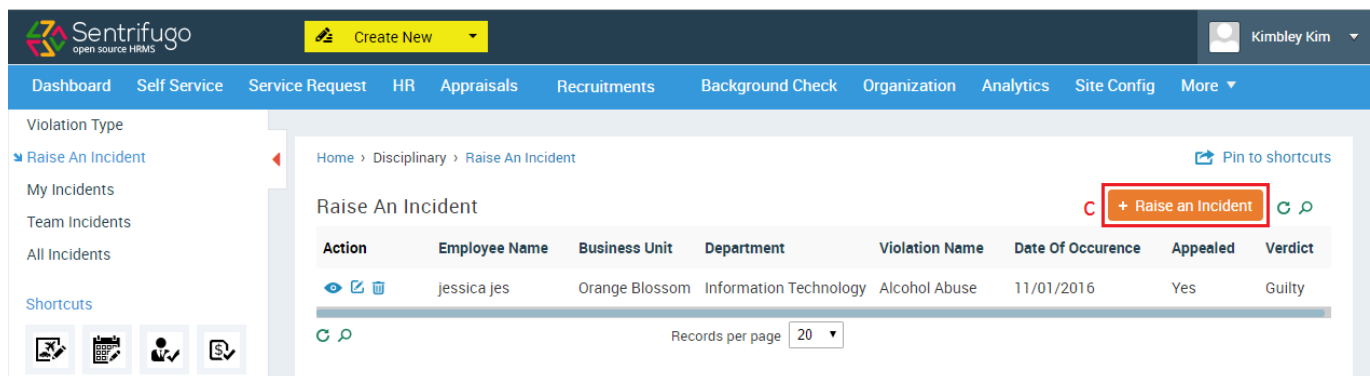 Sentrifugo
open source HRMS
Create New
Kimbley Kim
Dashboard Self Service Service Request HR Appraisals Recruitments Background Check Organization Analytics Site Config More
Violation Type
Raise An Incident
My Incidents
Team Incidents
All Incidents
Shortcuts
Home › Disciplinary › Raise An Incident
Pin to shortcuts
Raise An Incident
C + Raise an Incident
Action Employee Name Business Unit Department Violation Name Date Of Occurence Appealed Verdict
jessica jes Orange Blossom Information Technology Alcohol Abuse 11/01/2016 Yes Guilty
Records per page 20